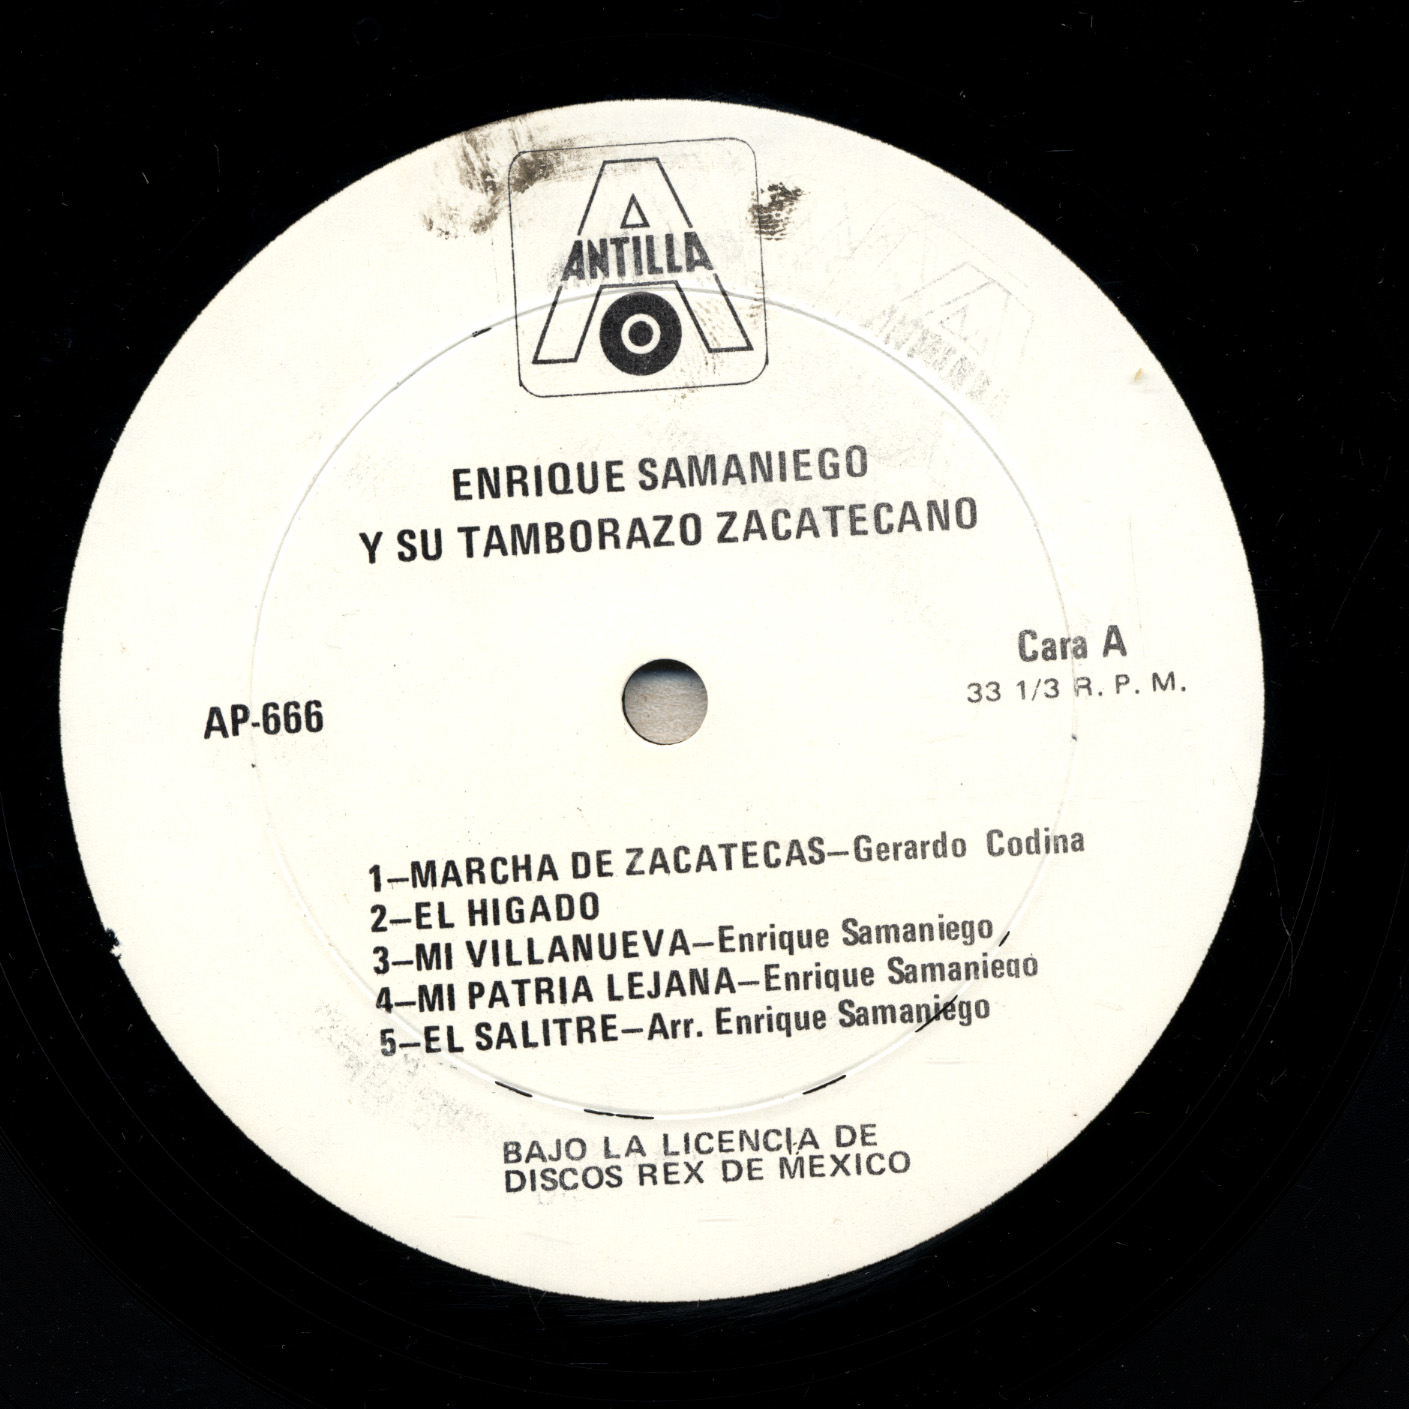 ANTILLA
ENRIQUE SAMANIEGO
Y SU TAMBORAZO ZACATECANO
Cara A
33 1/3 R. P. M.
AP-666
1—MARCHA DE ZACATECAS—Gerardo Codina
2—EL HIGADO
3—MI VILLANUEVA—Enrique Samaniego
4—MI PATRIA LEJANA—Enrique Samaniego
5—EL SALITRE—Arr. Enrique Samaniego
BAJO LA LICENCIA DE
DISCOS REX DE MEXICO